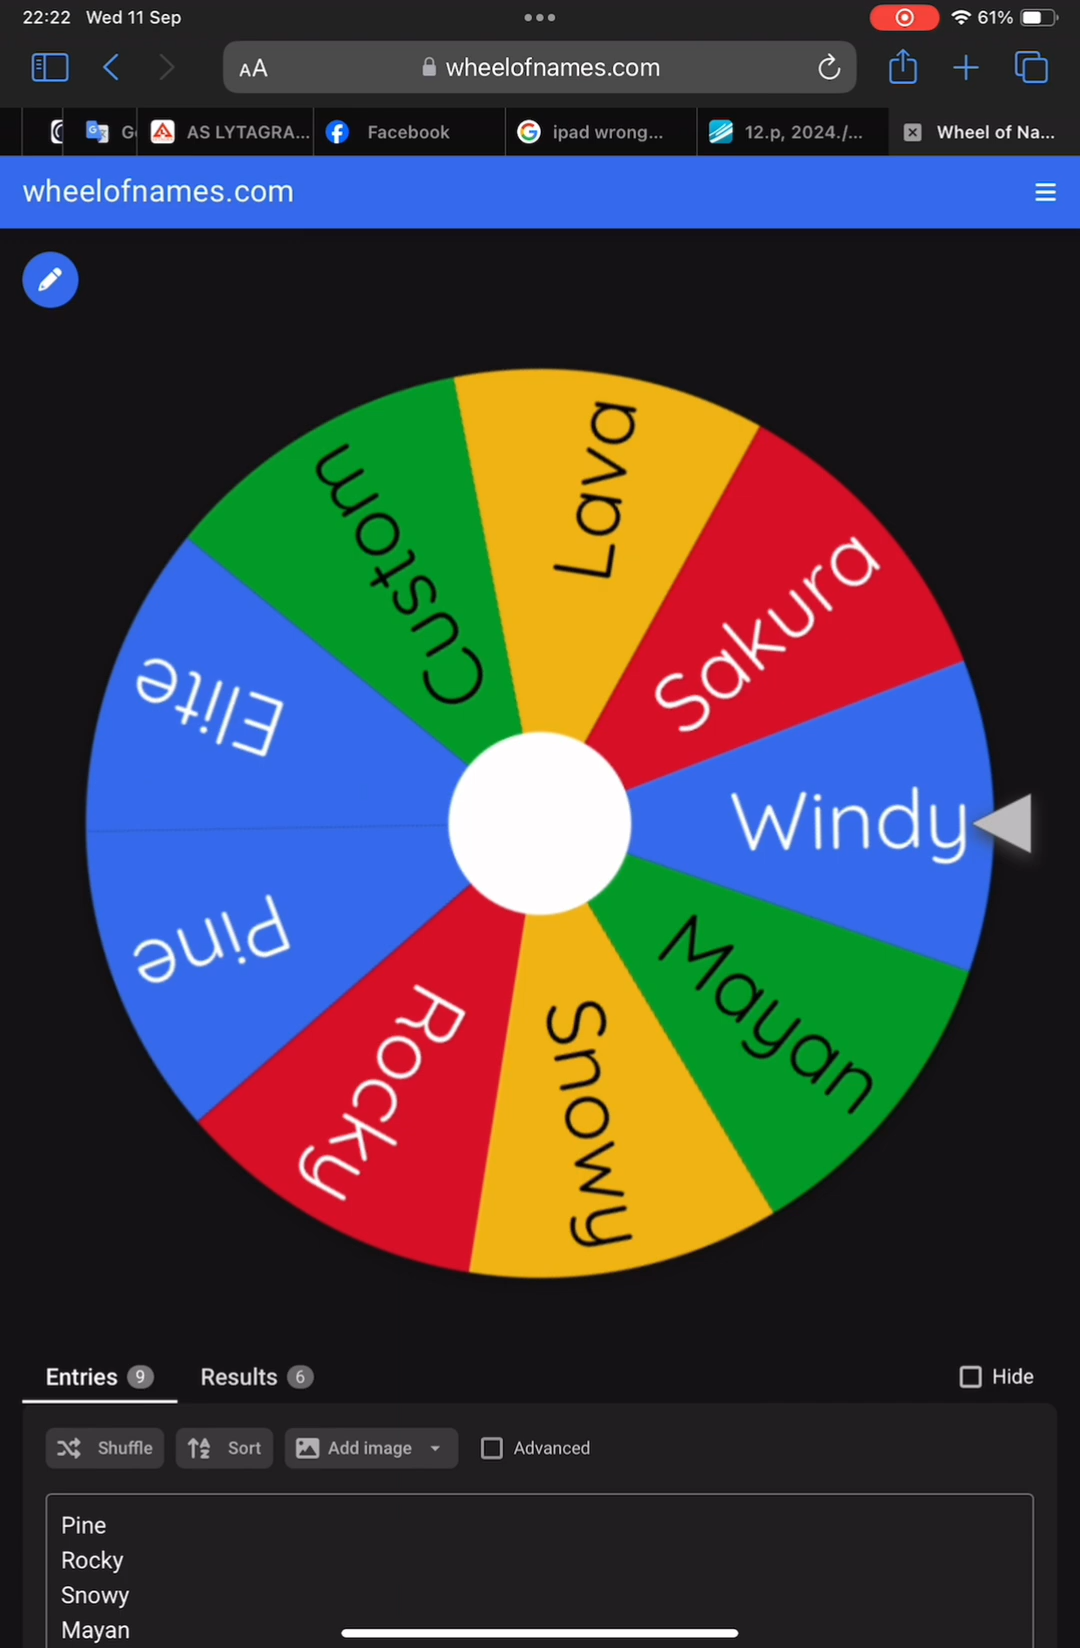 22:22 Wed 11 Sep
61%
AA
wheelofnames.com
G
AS LYTAGRA...
Facebook
ipad wrong...
12.p, 2024./...
Wheel of Na...
wheelofnames.com
Lava
Custom
Sakura
Elite
Windy
Pine
Mayan
Rocky
Snowy
Entries 9
Results 6
Hide
Shuffle
Sort
Add image
Advanced
Pine
Rocky
Snowy
Mayan